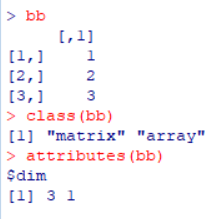 > bb
     [,1]
[1,]    1
[2,]    2
[3,]    3
> class(bb)
[1] "matrix" "array"
> attributes(bb)
$dim
[1] 3 1